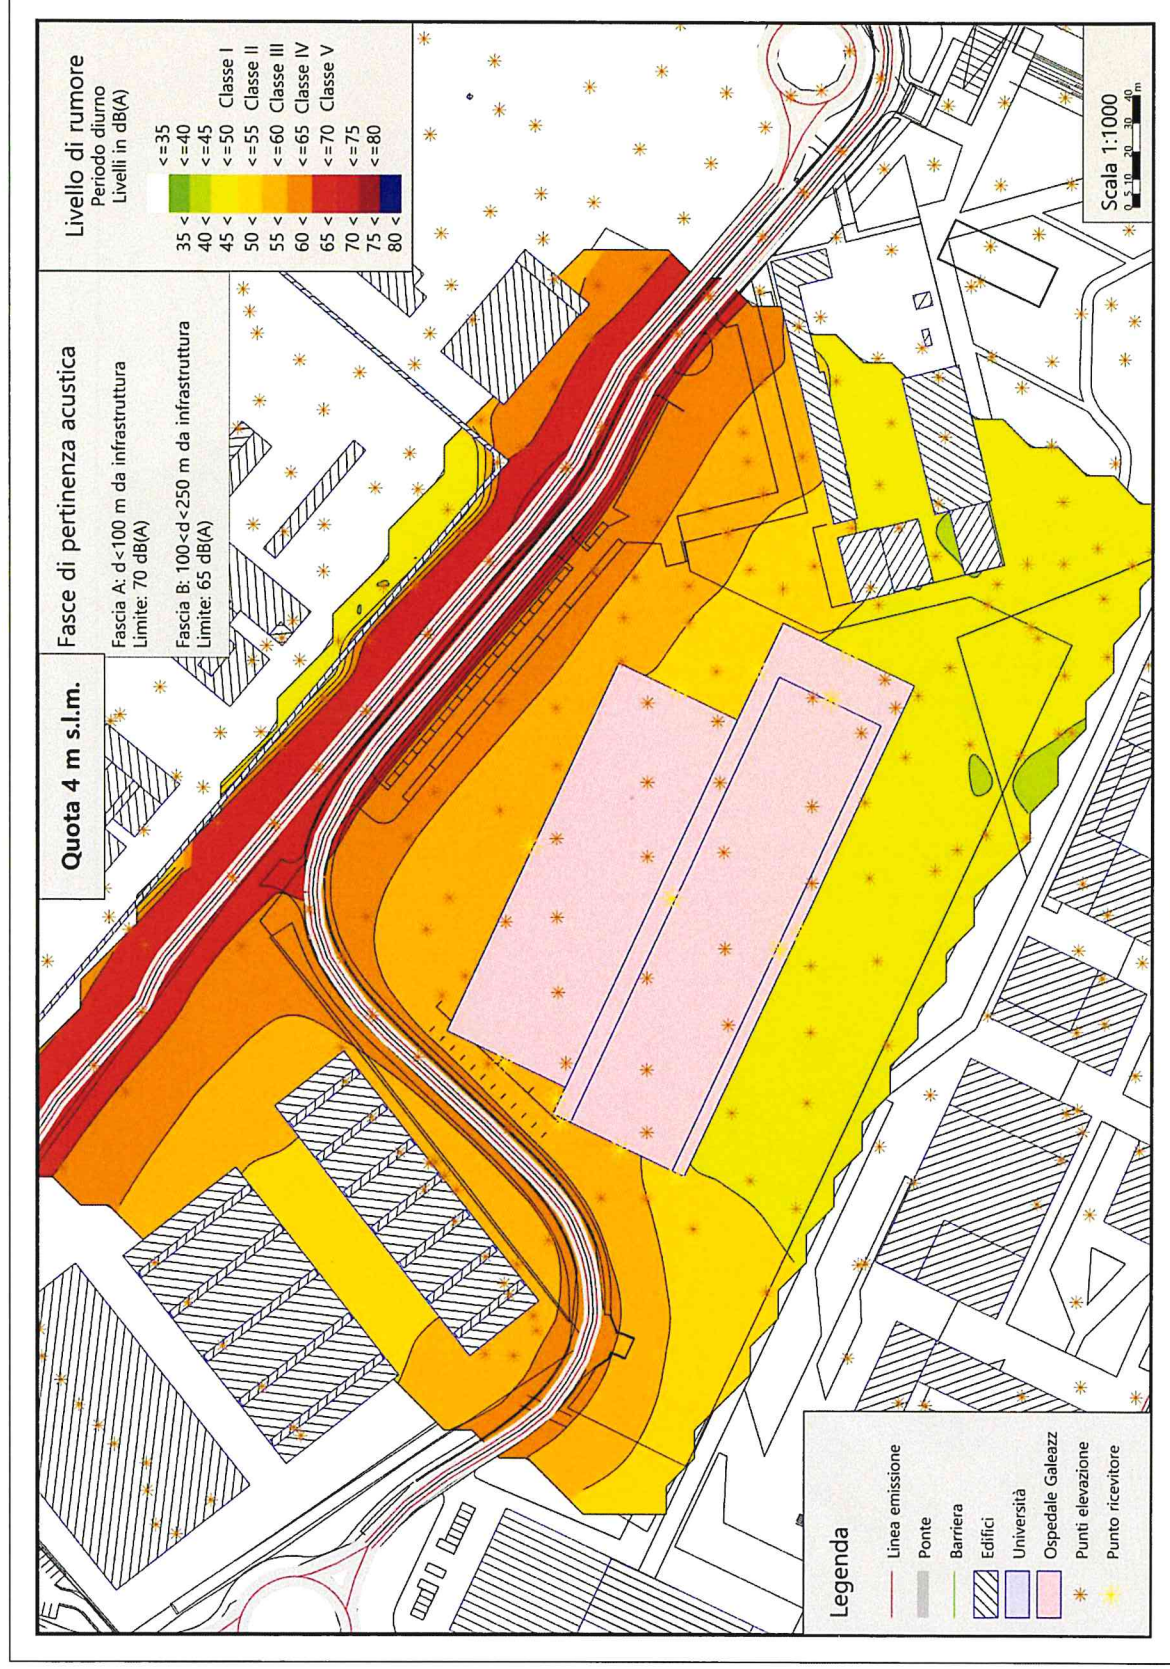 Quota 4 m s.l.m.
Fasce di pertinenza acustica
Fascia A: d<100 m da infrastruttura
Limite: 70 dB(A)
Fascia B: 100<d<250 m da infrastruttura
Limite: 65 dB(A)
Livello di rumore
Periodo diurno
Livelli in dB(A)
<=35
35 < <=40
40 < <=45
45 < <=50 Classe I
50 < <=55 Classe II
55 < <=60 Classe III
60 < <=65 Classe IV
65 < <=70 Classe V
70 < <=75
75 < <=80
80 <
Legenda
Linea emissione
Ponte
Barriera
Edifici
Università
Ospedale Galeazz
Punti elevazione
Punto ricevitore
Scala 1:1000
0 5 10 20 30 40
m